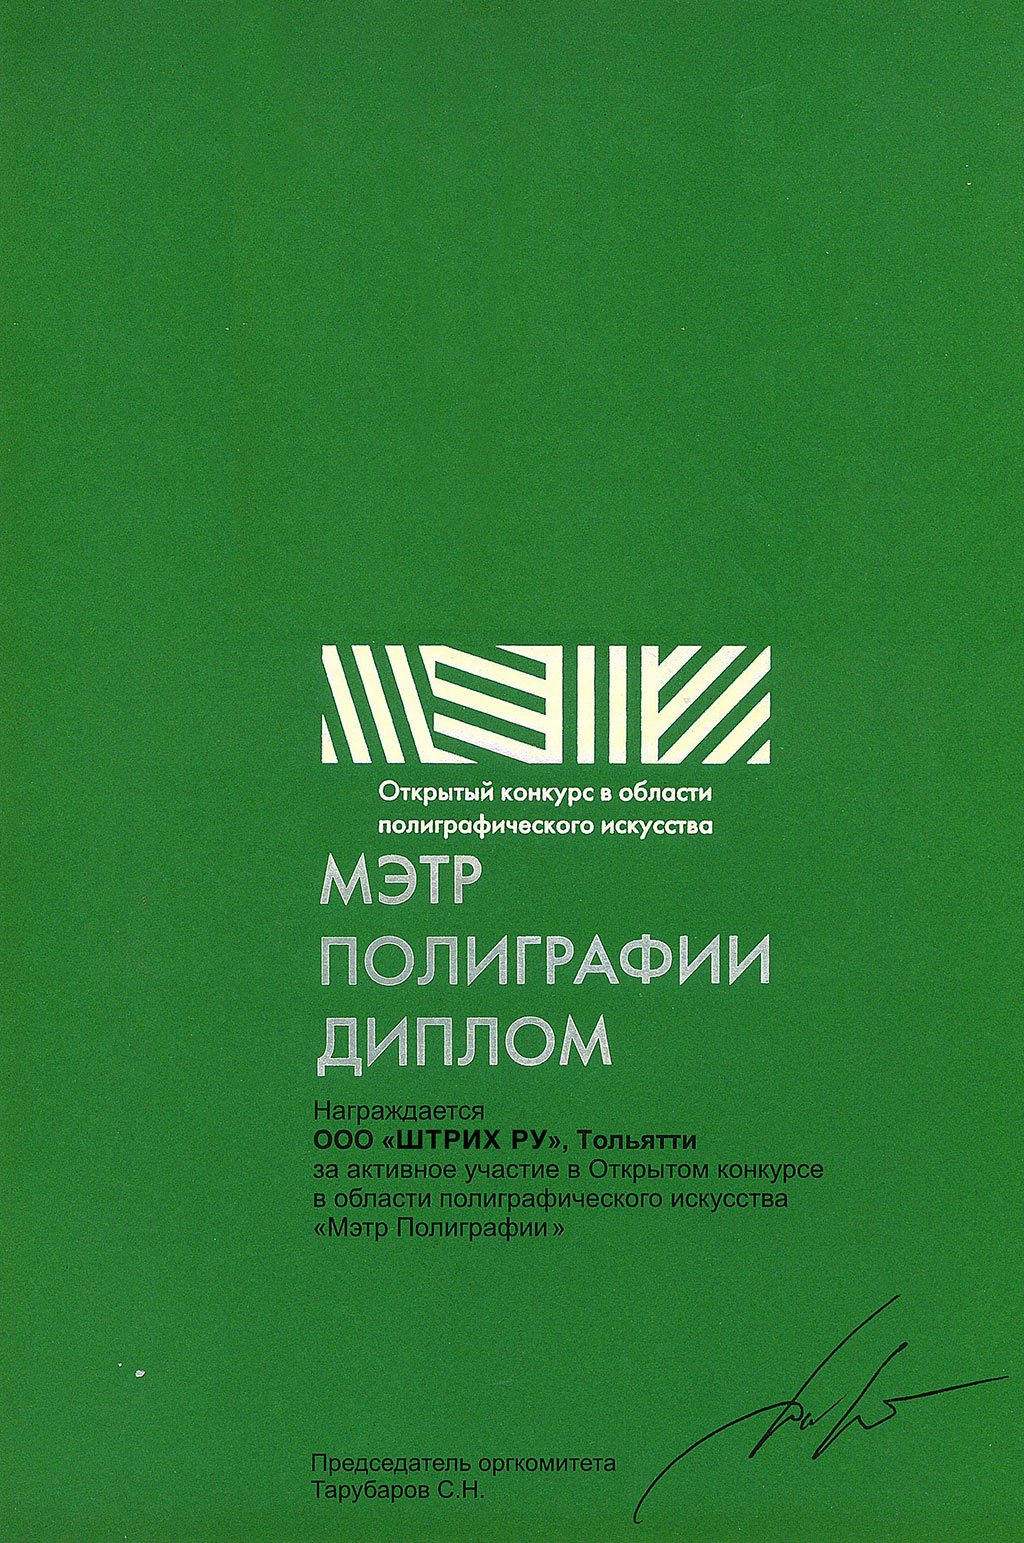 Открытый конкурс в области
полиграфического искусства
МЭТР
ПОЛИГРАФИИ
ДИПЛОМ
Награждается
ООО «ШТРИХ РУ», Тольятти
за активное участие в Открытом конкурсе
в области полиграфического искусства
«Мэтр Полиграфии»
Председатель оргкомитета
Тарубаров С.Н.